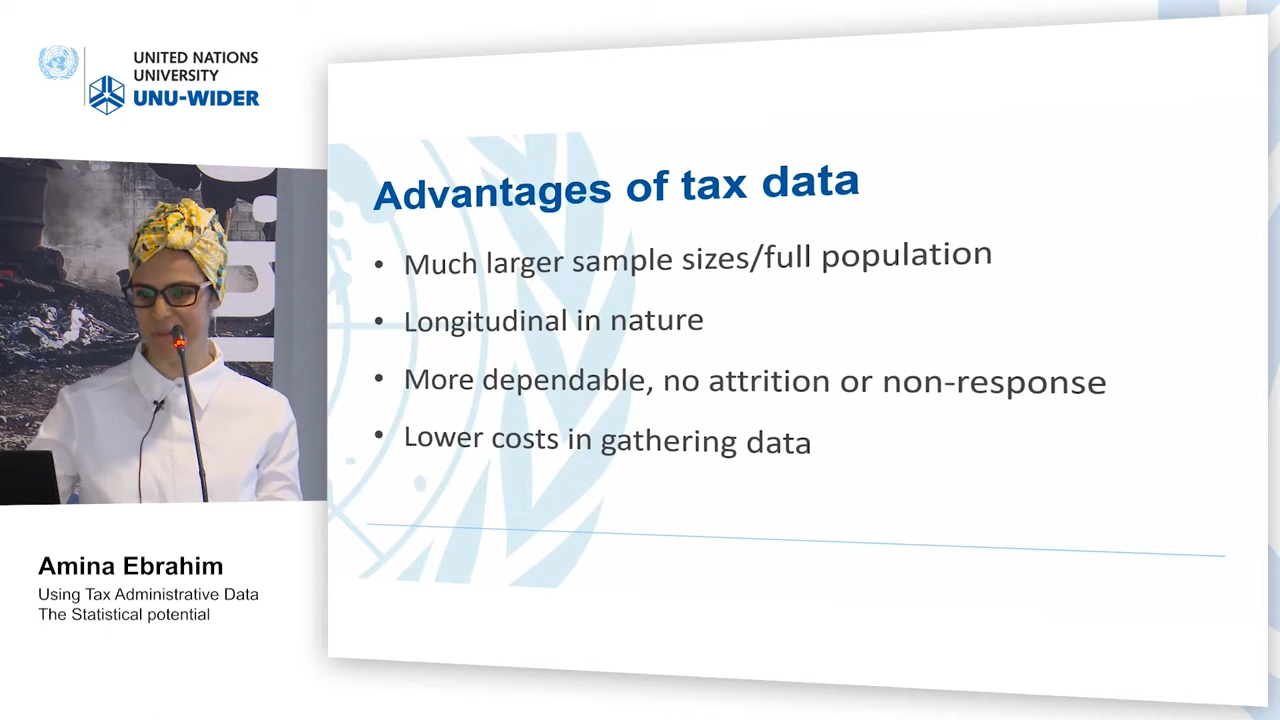 UNITED NATIONS
UNIVERSITY
UNU-WIDER
Advantages of tax data
• Much larger sample sizes/full population
• Longitudinal in nature
• More dependable, no attrition or non-response
• Lower costs in gathering data
Amina Ebrahim
Using Tax Administrative Data
The Statistical potential